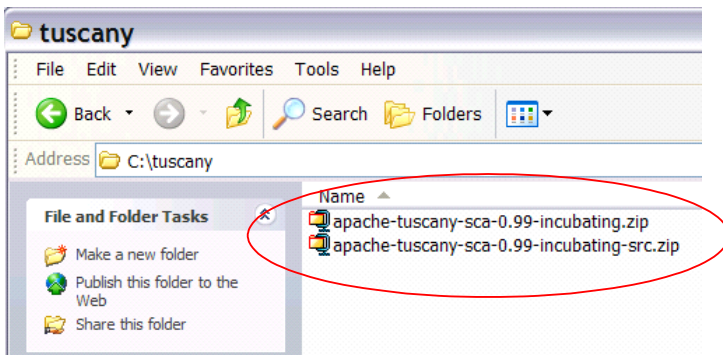 tuscany
File Edit View Favorites Tools Help
Back Search Folders
Address C:\tuscany
File and Folder Tasks
Make a new folder
Publish this folder to the
Web
Share this folder
Name
apache-tuscany-sca-0.99-incubating.zip
apache-tuscany-sca-0.99-incubating-src.zip